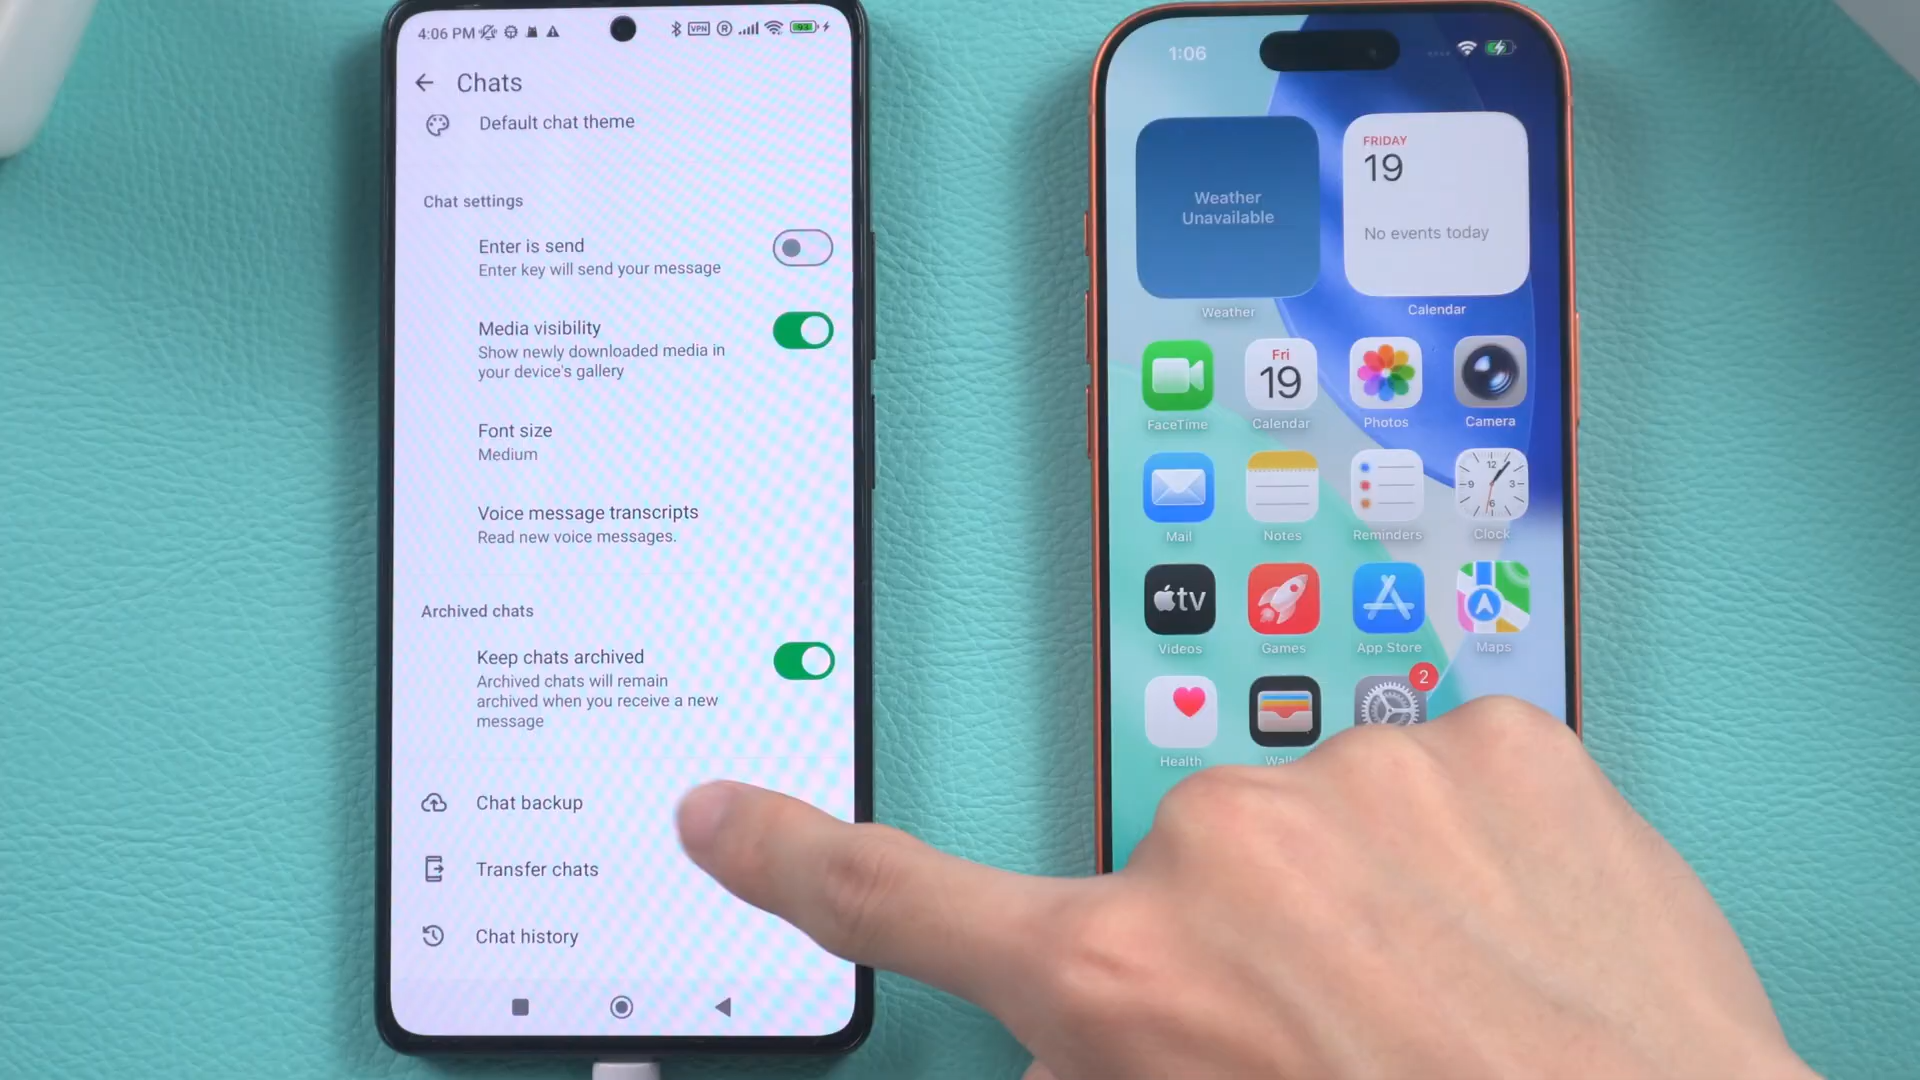 4:06 PM
VPN
R
93
Chats
Default chat theme
Chat settings
Enter is send
Enter key will send your message
Media visibility
Show newly downloaded media in
your device's gallery
Font size
Medium
Voice message transcripts
Read new voice messages.
Archived chats
Keep chats archived
Archived chats will remain
archived when you receive a new
message
Chat backup
Transfer chats
Chat history
1:06
Weather
Unavailable
Weather
FRIDAY
19
No events today
Calendar
FaceTime
Fri
19
Calendar
Photos
Camera
Mail
Notes
Reminders
12
3
6
9
Clock
tv
Videos
Games
App Store
Maps
Health
2